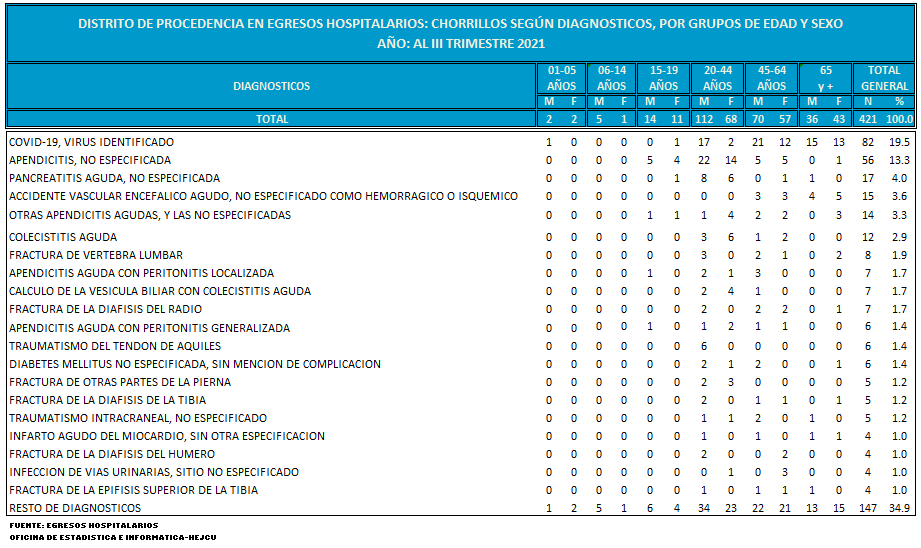 DISTRITO DE PROCEDENCIA EN EGRESOS HOSPITALARIOS: CHORRILLOS SEGÚN DIAGNOSTICOS, POR GRUPOS DE EDAD Y SEXO
AÑO: AL III TRIMESTRE 2021
DIAGNOSTICOS 01-05 AÑOS 06-14 AÑOS 15-19 AÑOS 20-44 AÑOS 45-64 AÑOS 65 y + TOTAL GENERAL
M F M F M F M F M F M F N %
TOTAL 2 2 5 1 14 11 112 68 70 57 36 43 421 100.0
COVID-19, VIRUS IDENTIFICADO 1 0 0 0 0 1 17 2 21 12 15 13 82 19.5
APENDICITIS, NO ESPECIFICADA 0 0 0 0 5 4 22 14 5 5 0 1 56 13.3
PANCREATITIS AGUDA, NO ESPECIFICADA 0 0 0 0 0 1 8 6 0 1 1 0 17 4.0
ACCIDENTE VASCULAR ENCEFALICO AGUDO, NO ESPECIFICADO COMO HEMORRAGICO O ISQUEMICO 0 0 0 0 0 0 0 0 3 3 4 5 15 3.6
OTRAS APENDICITIS AGUDAS, Y LAS NO ESPECIFICADAS 0 0 0 0 1 1 1 4 2 2 0 3 14 3.3
COLECISTITIS AGUDA 0 0 0 0 0 0 3 6 1 2 0 0 12 2.9
FRACTURA DE VERTEBRA LUMBAR 0 0 0 0 0 0 3 0 2 1 0 2 8 1.9
APENDICITIS AGUDA CON PERITONITIS LOCALIZADA 0 0 0 0 1 0 2 1 3 0 0 0 7 1.7
CALCULO DE LA VESICULA BILIAR CON COLECISTITIS AGUDA 0 0 0 0 0 0 2 4 1 0 0 0 7 1.7
FRACTURA DE LA DIAFISIS DEL RADIO 0 0 0 0 0 0 2 0 2 2 0 1 7 1.7
APENDICITIS AGUDA CON PERITONITIS GENERALIZADA 0 0 0 0 1 0 1 2 1 1 0 0 6 1.4
TRAUMATISMO DEL TENDON DE AQUILES 0 0 0 0 0 0 6 0 0 0 0 0 6 1.4
DIABETES MELLITUS NO ESPECIFICADA, SIN MENCION DE COMPLICACION 0 0 0 0 0 0 2 1 2 0 0 1 6 1.4
FRACTURA DE OTRAS PARTES DE LA PIERNA 0 0 0 0 0 0 2 3 0 0 0 0 5 1.2
FRACTURA DE LA DIAFISIS DE LA TIBIA 0 0 0 0 0 0 2 0 1 1 0 1 5 1.2
TRAUMATISMO INTRACRANEAL, NO ESPECIFICADO 0 0 0 0 0 0 1 1 2 0 1 0 5 1.2
INFARTO AGUDO DEL MIOCARDIO, SIN OTRA ESPECIFICACION 0 0 0 0 0 0 1 0 1 0 1 1 4 1.0
FRACTURA DE LA DIAFISIS DEL HUMERO 0 0 0 0 0 0 2 0 0 2 0 0 4 1.0
INFECCION DE VIAS URINARIAS, SITIO NO ESPECIFICADO 0 0 0 0 0 0 0 1 0 3 0 0 4 1.0
FRACTURA DE LA EPIFISIS SUPERIOR DE LA TIBIA 0 0 0 0 0 0 1 0 1 1 1 0 4 1.0
RESTO DE DIAGNOSTICOS 1 2 5 1 6 4 34 23 22 21 13 15 147 34.9
FUENTE: EGRESOS HOSPITALARIOS
OFICINA DE ESTADISTICA E INFORMATICA-HEJCU